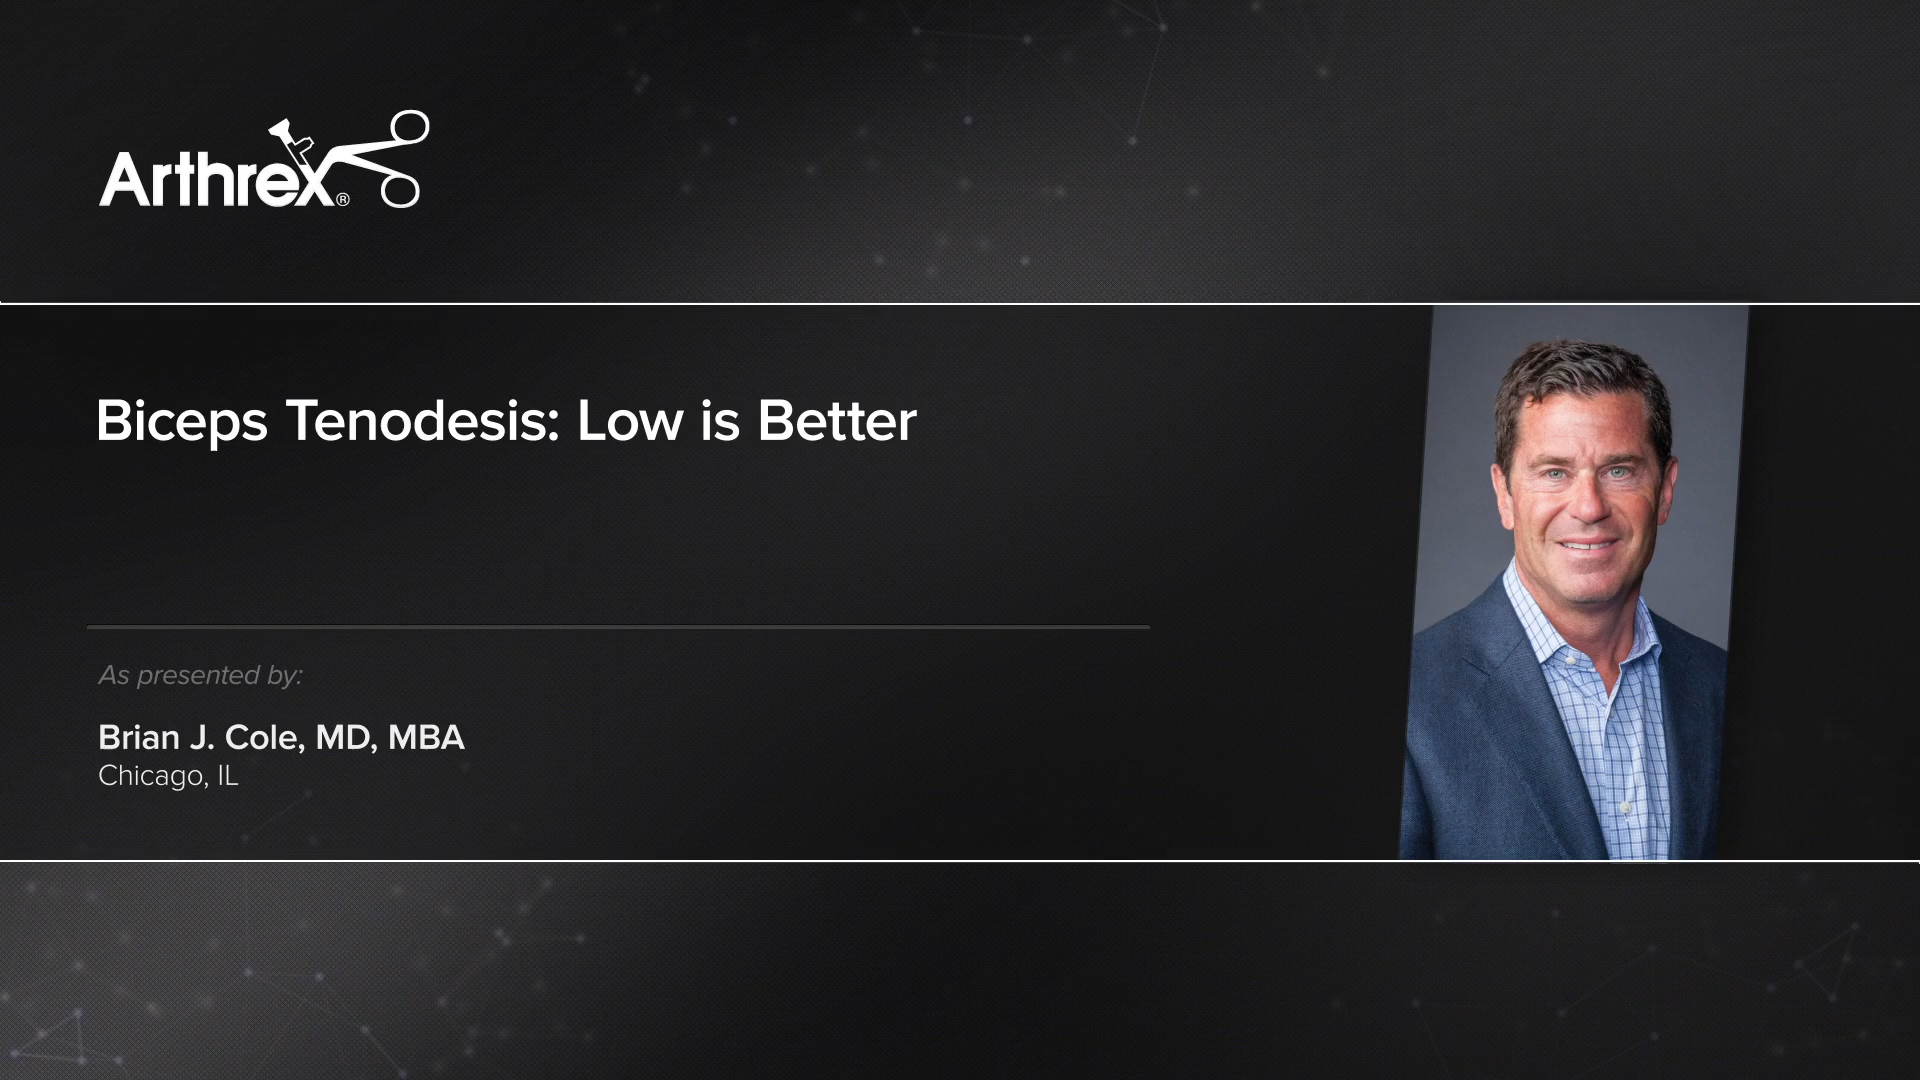 Arthrex®
Biceps Tenodesis: Low is Better
As presented by:
Brian J. Cole, MD, MBA
Chicago, IL